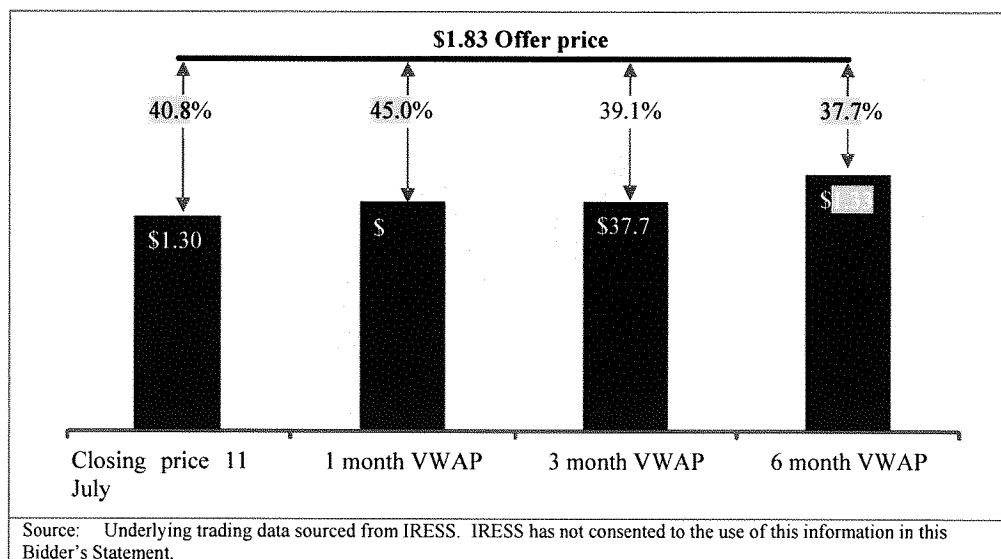 $1.83 Offer price
40.8% 45.0% 39.1% 37.7%
$1.30 $ $37.7 $1.33
Closing price 11 July 1 month VWAP 3 month VWAP 6 month VWAP
Source: Underlying trading data sourced from IRESS. IRESS has not consented to the use of this information in this
Bidder's Statement.